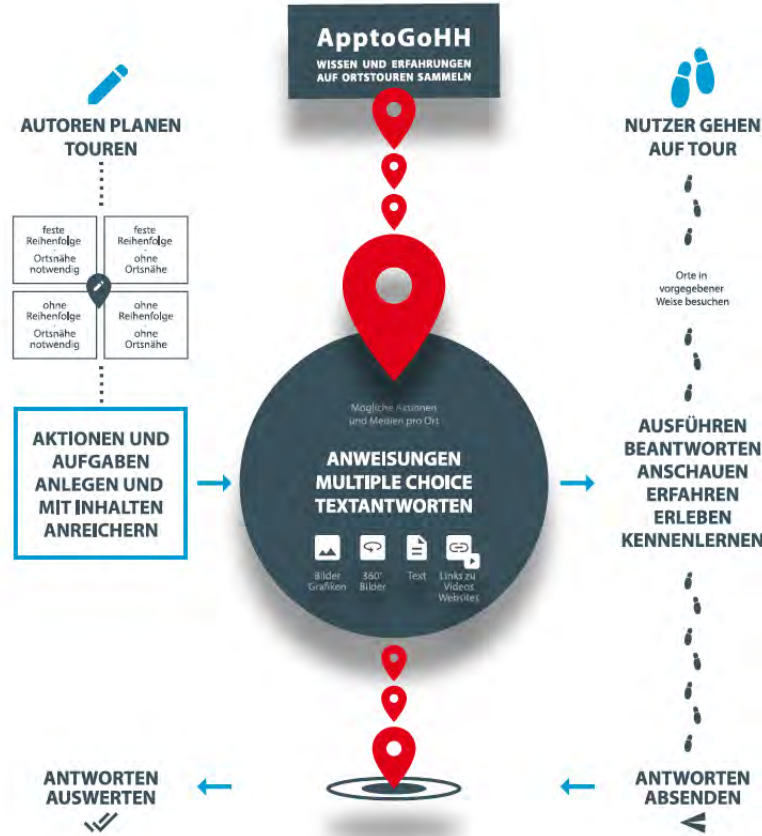 ApptoGoHH
WISSEN UND ERFAHRUNGEN
AUF ORTSTOUREN SAMMELN
AUTOREN PLANEN
TOUREN
feste
Reihenfolge
Ortsnähe
notwendig
feste
Reihenfolge
ohne
Ortsnähe
ohne
Reihenfolge
Ortsnähe
notwendig
ohne
Reihenfolge
ohne
Ortsnähe
AKTIONEN UND
AUFGABEN
ANLEGEN UND
MIT INHALTEN
ANREICHERN
Mögliche Aktionen
und Medien pro Ort
ANWEISUNGEN
MULTIPLE CHOICE
TEXTANTWORTEN
Bilder
Grafiken
360°
Bilder
Text
Links zu
Videos
Websites
NUTZER GEHEN
AUF TOUR
Orte in
vorgegebener
Weise besuchen
AUSFÜHREN
BEANTWORTEN
ANSCHAUEN
ERFAHREN
ERLEBEN
KENNENLERNEN
ANTWORTEN
ABSENDEN
ANTWORTEN
AUSWERTEN